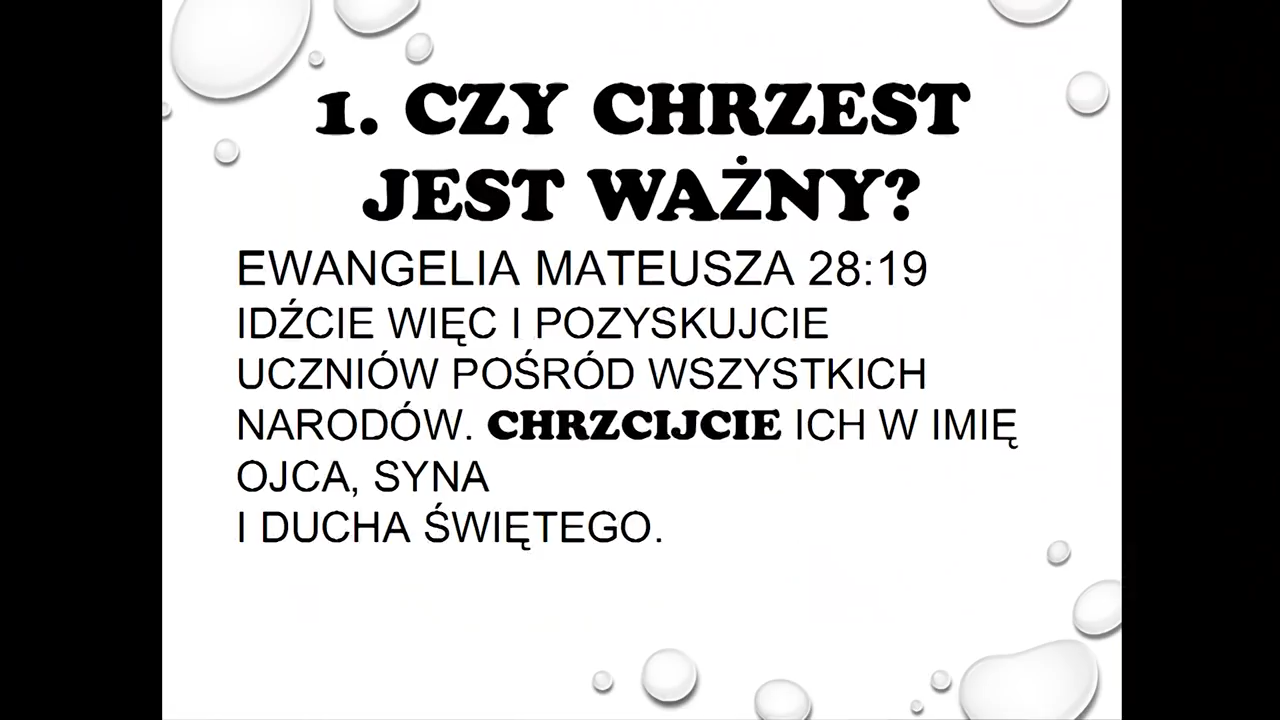 1. CZY CHRZEST
JEST WAŻNY?
EWANGELIA MATEUSZA 28:19
IDŹCIE WIĘC I POZYSKUJCIE
UCZNIÓW POŚRÓD WSZYSTKICH
NARODÓW. CHRZCIJCIE ICH W IMIĘ
OJCA, SYNA
I DUCHA ŚWIĘTEGO.